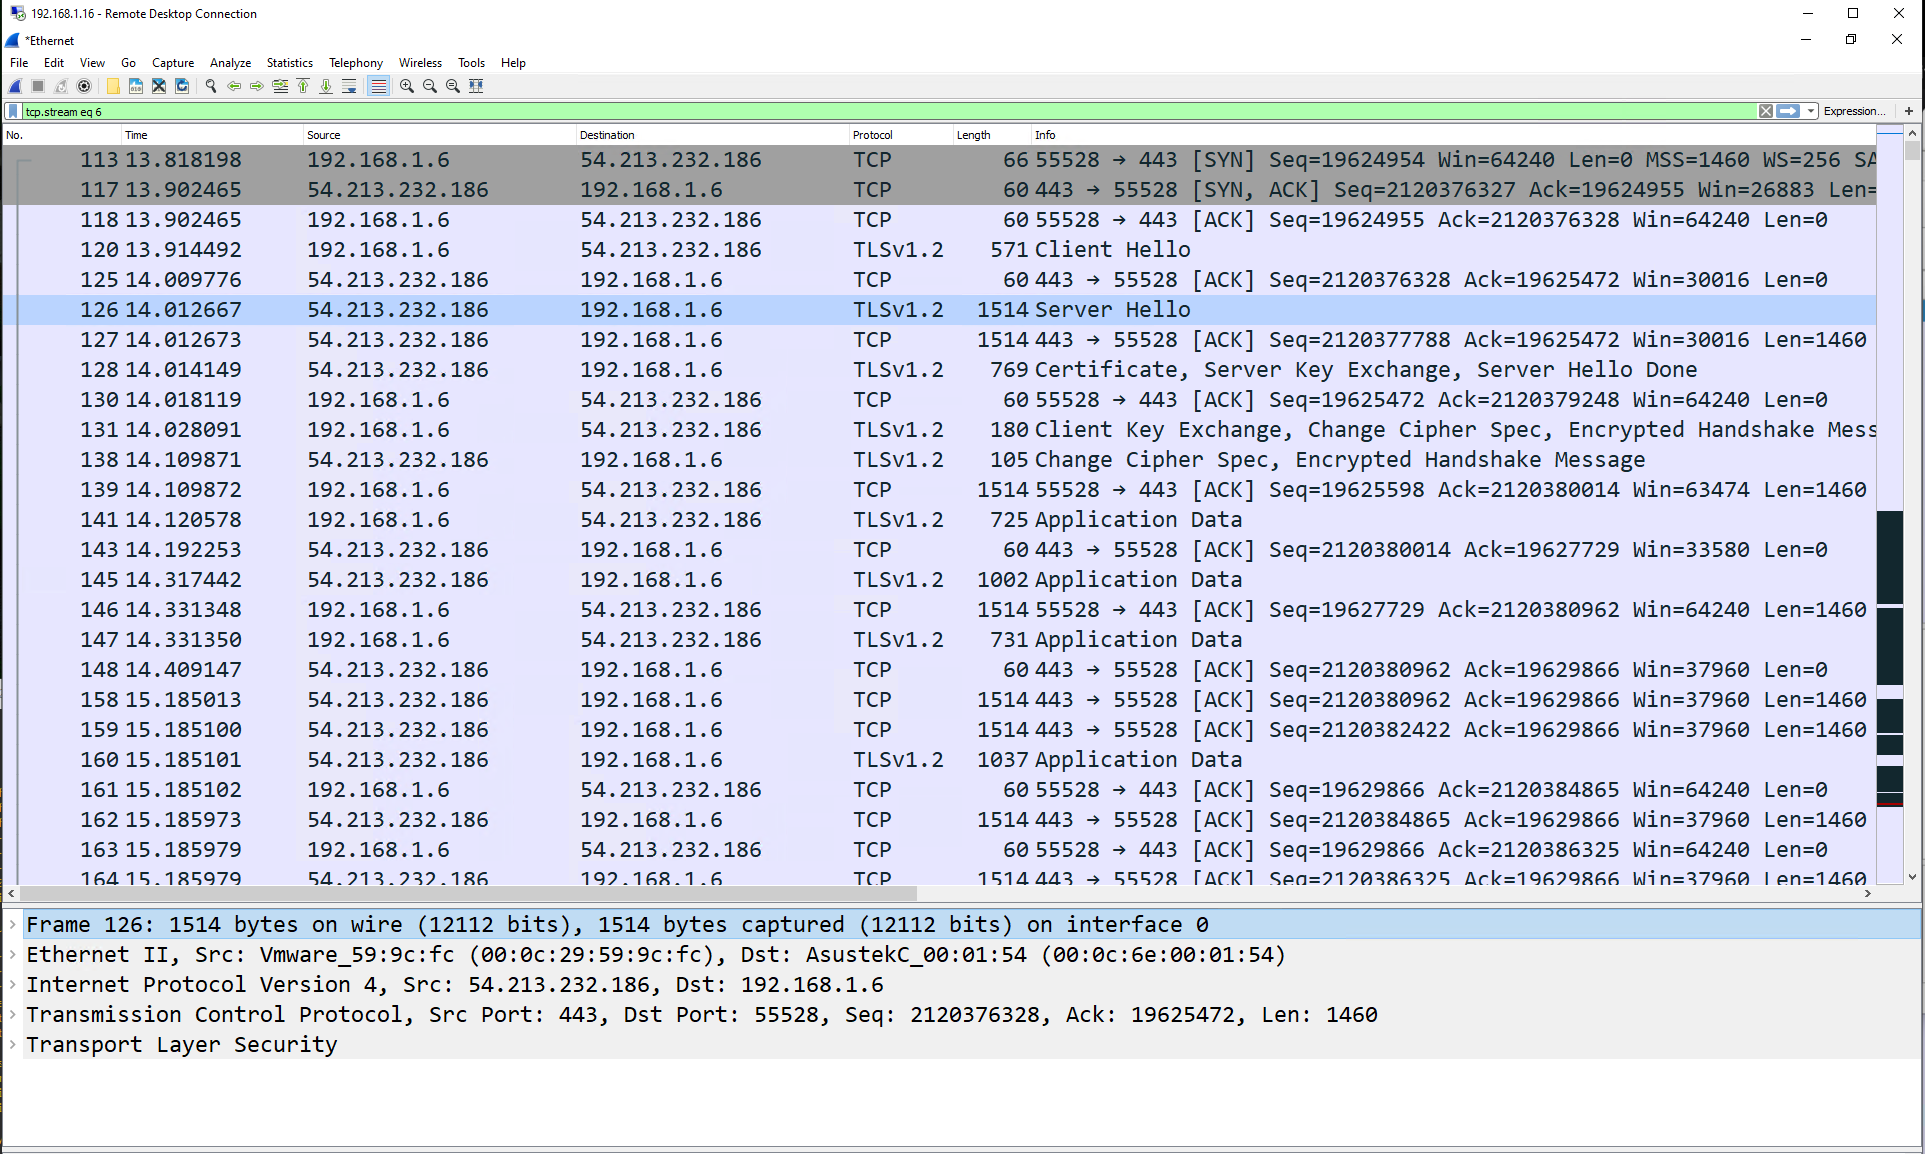 192.168.1.16 - Remote Desktop Connection
*Ethernet
File Edit View Go Capture Analyze Statistics Telephony Wireless Tools Help
tcp.stream eq 6 Expression... +
No. Time Source Destination Protocol Length Info
113 13.818198 192.168.1.6 54.213.232.186 TCP 66 55528 → 443 [SYN] Seq=19624954 Win=64240 Len=0 MSS=1460 WS=256 SA
117 13.902465 54.213.232.186 192.168.1.6 TCP 60 443 → 55528 [SYN, ACK] Seq=2120376327 Ack=19624955 Win=26883 Len=
118 13.902465 192.168.1.6 54.213.232.186 TCP 60 55528 → 443 [ACK] Seq=19624955 Ack=2120376328 Win=64240 Len=0
120 13.914492 192.168.1.6 54.213.232.186 TLSv1.2 571 Client Hello
125 14.009776 54.213.232.186 192.168.1.6 TCP 60 443 → 55528 [ACK] Seq=2120376328 Ack=19625472 Win=30016 Len=0
126 14.012667 54.213.232.186 192.168.1.6 TLSv1.2 1514 Server Hello
127 14.012673 54.213.232.186 192.168.1.6 TCP 1514 443 → 55528 [ACK] Seq=2120377788 Ack=19625472 Win=30016 Len=1460
128 14.014149 54.213.232.186 192.168.1.6 TLSv1.2 769 Certificate, Server Key Exchange, Server Hello Done
130 14.018119 192.168.1.6 54.213.232.186 TCP 60 55528 → 443 [ACK] Seq=19625472 Ack=2120379248 Win=64240 Len=0
131 14.028091 192.168.1.6 54.213.232.186 TLSv1.2 180 Client Key Exchange, Change Cipher Spec, Encrypted Handshake Mess
138 14.109871 54.213.232.186 192.168.1.6 TLSv1.2 105 Change Cipher Spec, Encrypted Handshake Message
139 14.109872 192.168.1.6 54.213.232.186 TCP 1514 55528 → 443 [ACK] Seq=19625598 Ack=2120380014 Win=63474 Len=1460
141 14.120578 192.168.1.6 54.213.232.186 TLSv1.2 725 Application Data
143 14.192253 54.213.232.186 192.168.1.6 TCP 60 443 → 55528 [ACK] Seq=2120380014 Ack=19627729 Win=33580 Len=0
145 14.317442 54.213.232.186 192.168.1.6 TLSv1.2 1002 Application Data
146 14.331348 192.168.1.6 54.213.232.186 TCP 1514 55528 → 443 [ACK] Seq=19627729 Ack=2120380962 Win=64240 Len=1460
147 14.331350 192.168.1.6 54.213.232.186 TLSv1.2 731 Application Data
148 14.409147 54.213.232.186 192.168.1.6 TCP 60 443 → 55528 [ACK] Seq=2120380962 Ack=19629866 Win=37960 Len=0
158 15.185013 54.213.232.186 192.168.1.6 TCP 1514 443 → 55528 [ACK] Seq=2120380962 Ack=19629866 Win=37960 Len=1460
159 15.185100 54.213.232.186 192.168.1.6 TCP 1514 443 → 55528 [ACK] Seq=2120382422 Ack=19629866 Win=37960 Len=1460
160 15.185101 54.213.232.186 192.168.1.6 TLSv1.2 1037 Application Data
161 15.185102 192.168.1.6 54.213.232.186 TCP 60 55528 → 443 [ACK] Seq=19629866 Ack=2120384865 Win=64240 Len=0
162 15.185973 54.213.232.186 192.168.1.6 TCP 1514 443 → 55528 [ACK] Seq=2120384865 Ack=19629866 Win=37960 Len=1460
163 15.185979 192.168.1.6 54.213.232.186 TCP 60 55528 → 443 [ACK] Seq=19629866 Ack=2120386325 Win=64240 Len=0
164 15.185979 54.213.232.186 192.168.1.6 TCP 1514 443 → 55528 [ACK] Seq=2120386325 Ack=19629866 Win=37960 Len=1460
Frame 126: 1514 bytes on wire (12112 bits), 1514 bytes captured (12112 bits) on interface 0
Ethernet II, Src: Vmware_59:9c:fc (00:0c:29:59:9c:fc), Dst: AsustekC_00:01:54 (00:0c:6e:00:01:54)
Internet Protocol Version 4, Src: 54.213.232.186, Dst: 192.168.1.6
Transmission Control Protocol, Src Port: 443, Dst Port: 55528, Seq: 2120376328, Ack: 19625472, Len: 1460
Transport Layer Security